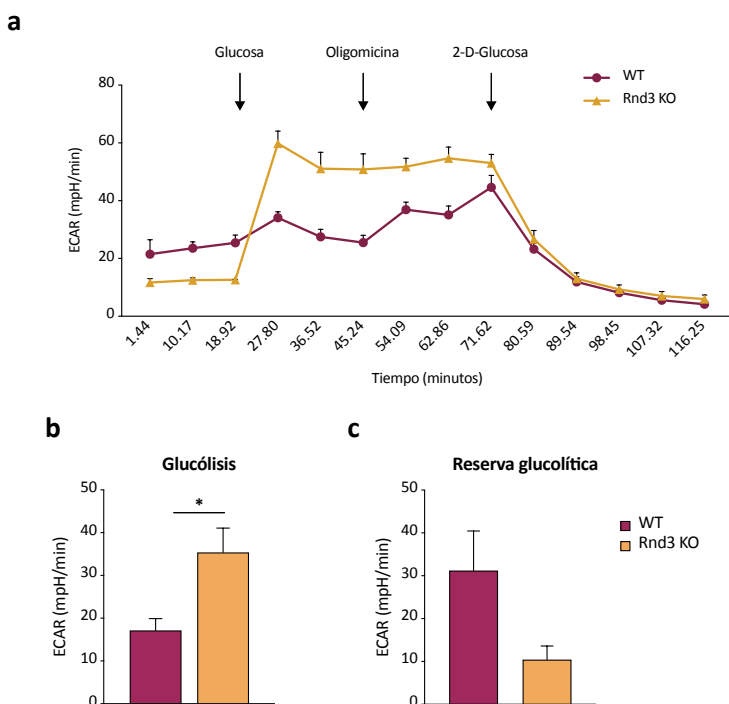 a
Glucosa Oligomicina 2-D-Glucosa
WT
Rnd3 KO
ECAR (mpH/min)
80
60
40
20
0
1.44 10.17 18.92 27.80 36.52 45.24 54.09 62.86 71.62 80.59 89.54 98.45 107.32 116.25
Tiempo (minutos)
b
Glucólisis
ECAR (mpH/min)
50
40
30
20
10
0
*
c
Reserva glucolítica
ECAR (mpH/min)
50
40
30
20
10
0
WT
Rnd3 KO